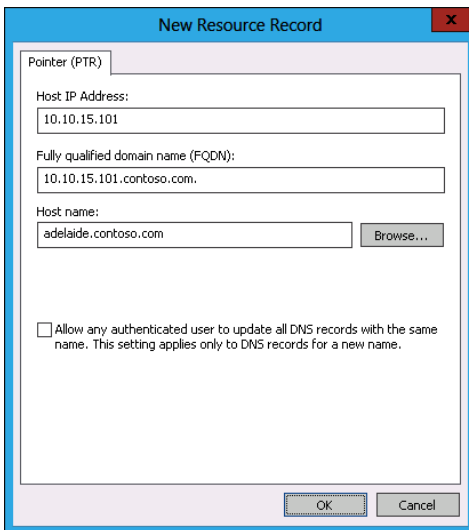 New Resource Record
x
Pointer (PTR)
Host IP Address:
10.10.15.101
Fully qualified domain name (FQDN):
10.10.15.101.contoso.com.
Host name:
adelaide.contoso.com
Browse...
Allow any authenticated user to update all DNS records with the same
name. This setting applies only to DNS records for a new name.
OK
Cancel